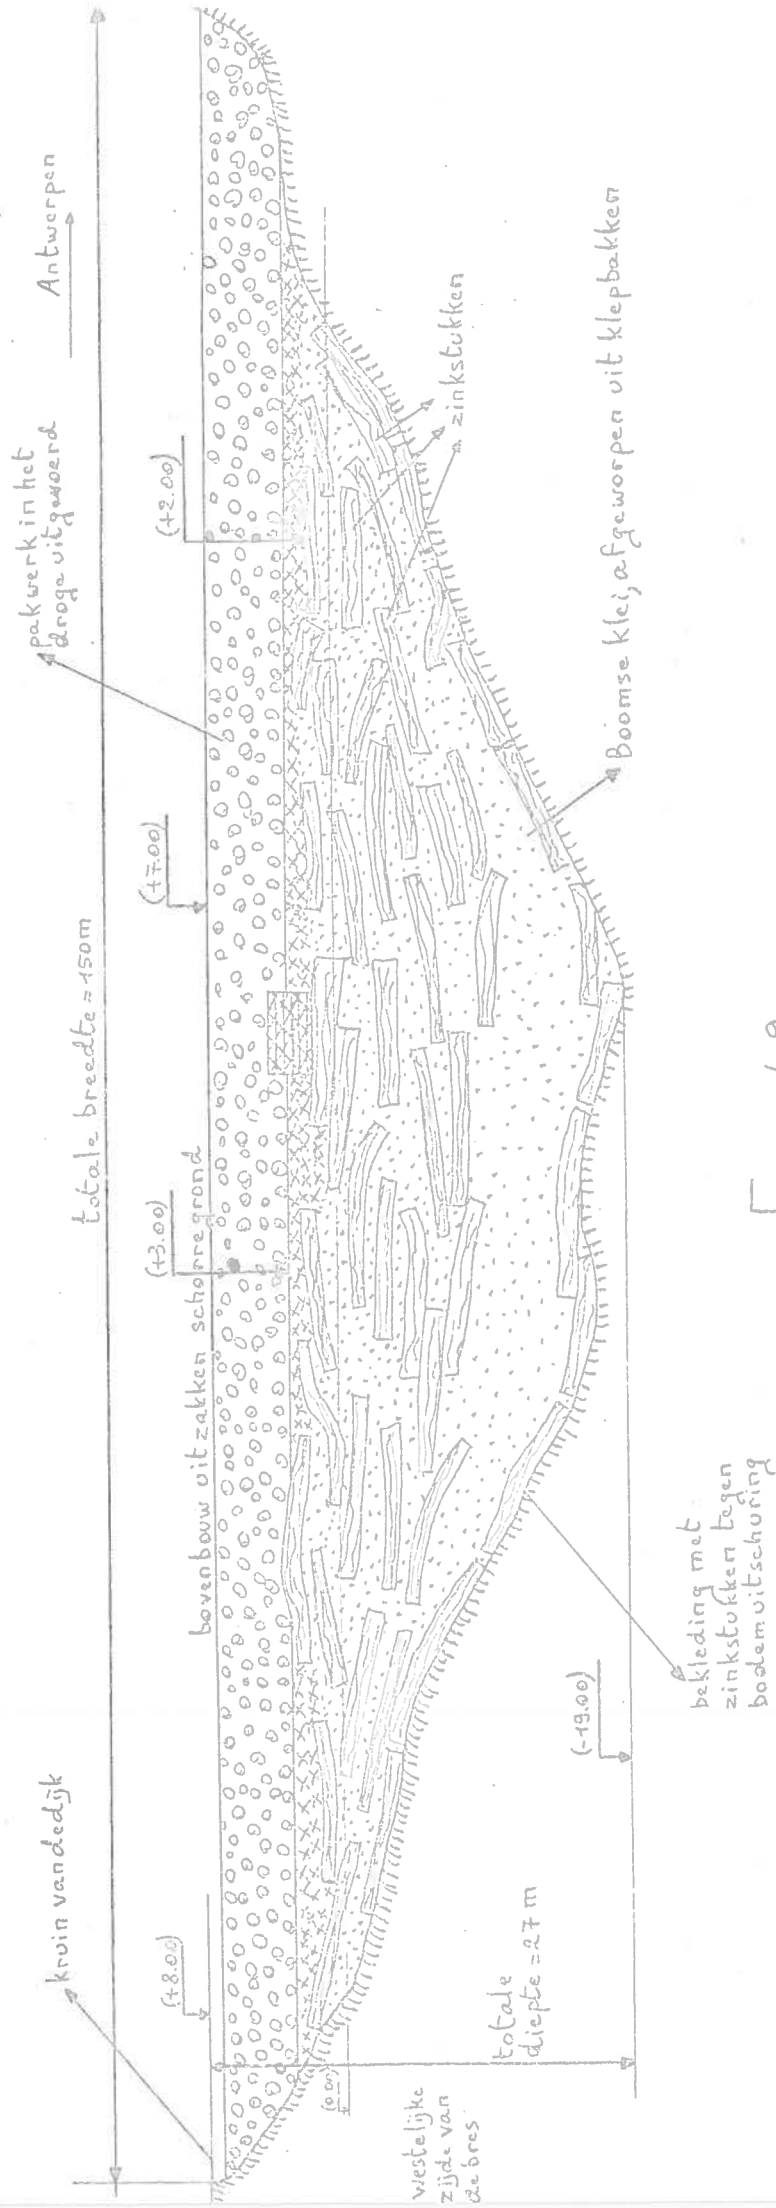 kruin van de dijk
totale breedte = 150m
pakwerk in het
droge uitgevoerd
Antwerpen
(+8.00)
bovenbouw uit zakken schorregrond
(+3.00)
(+7.00)
(+2.00)
(0.00)
westelijke
zijde van
de bres
totale
diepte = 27 m
(-19.00)
bekleding met
zinkstukken tegen
bodemuitschuring
Boomse klei, afgeworpen uit klepbakken
zinkstukken